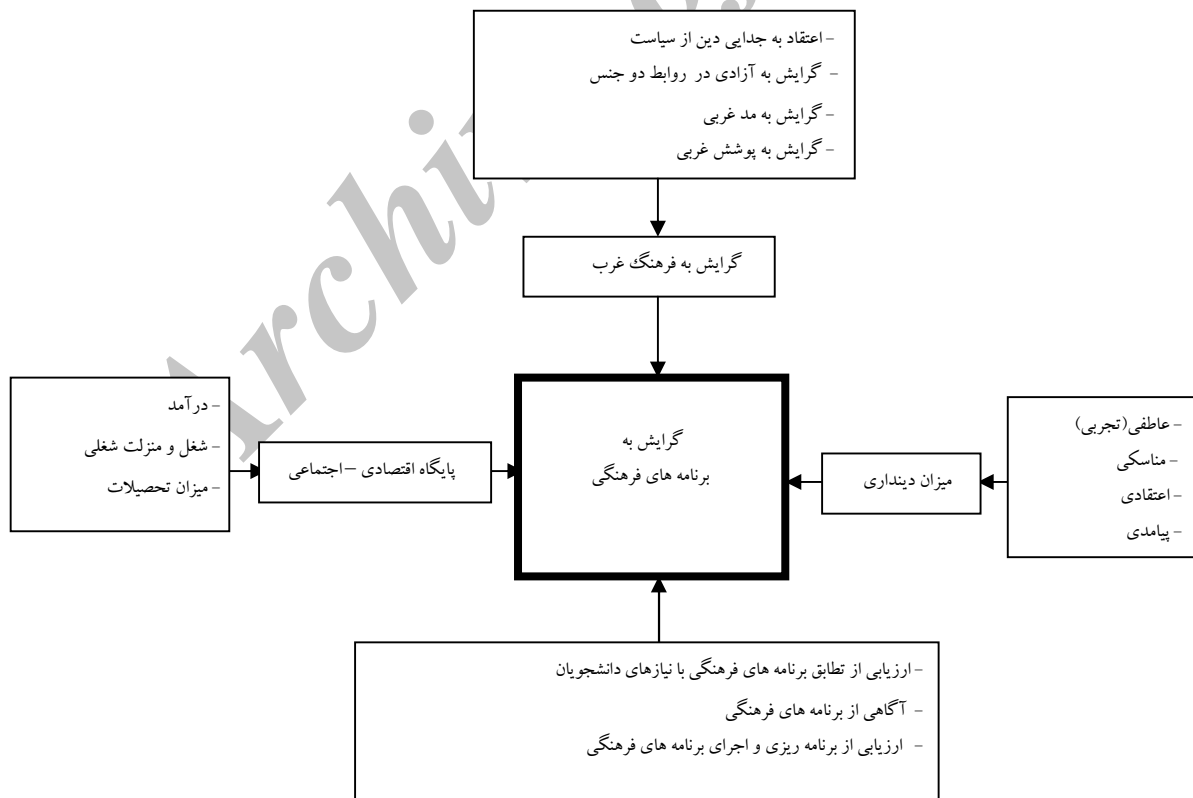 - اعتقاد به جدایی دین از سیاست
- گرایش به آزادی در روابط دو جنس
- گرایش به مد غربی
- گرایش به پوشش غربی
گرایش به فرهنگ غرب
- درآمد
- شغل و منزلت شغلی
- میزان تحصیلات
پایگاه اقتصادی – اجتماعی
گرایش به
برنامه های فرهنگی
میزان دینداری
- عاطفی(تجربی)
- مناسکی
- اعتقادی
- پیامدی
- ارزیابی از تطابق برنامه های فرهنگی با نیازهای دانشجویان
- آگاهی از برنامه های فرهنگی
- ارزیابی از برنامه ریزی و اجرای برنامه های فرهنگی